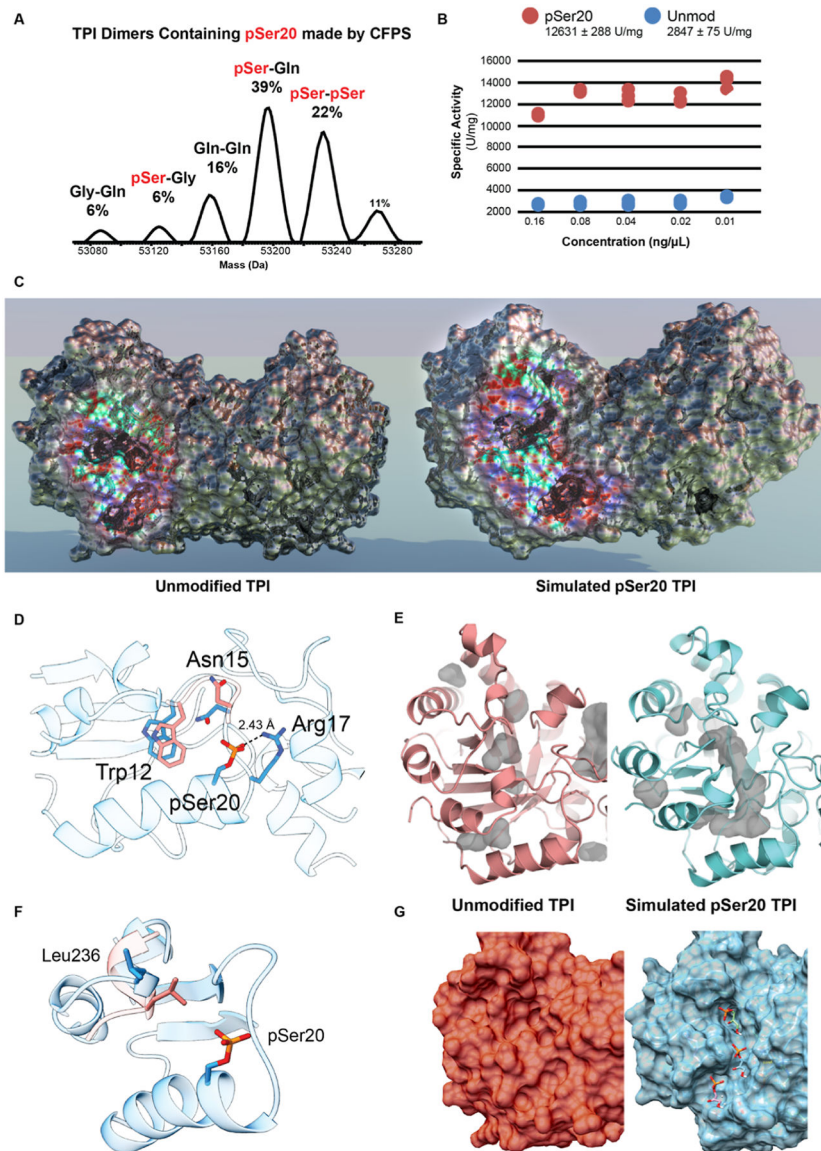 A
TPI Dimers Containing pSer20 made by CFPS
pSer-Gln
39%
pSer-pSer
22%
Gln-Gln
16%
Gly-Gln
6%
pSer-Gly
6%
11%
53080
53120
53160
53200
53240
53280
Mass (Da)
B
pSer20
12631 ± 288 U/mg
Unmod
2847 ± 75 U/mg
16000
14000
12000
10000
8000
6000
4000
2000
Specific Activity
(U/mg)
0.16
0.08
0.04
0.02
0.01
Concentration (ng/µL)
C
Unmodified TPI
Simulated pSer20 TPI
D
Asn15
2.43 Å
Arg17
Trp12
pSer20
E
Unmodified TPI
Simulated pSer20 TPI
F
Leu236
pSer20
G